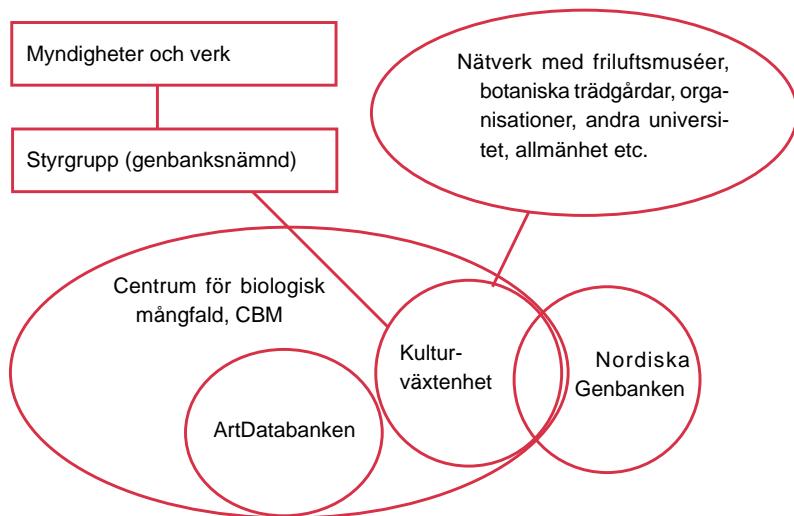 Myndigheter och verk
Styrgrupp (genbanksnämnd)
Nätverk med friluftsmuséer,
botaniska trädgårdar, orga-
nisationer, andra universi-
tet, allmänhet etc.
Centrum för biologisk
mångfald, CBM
Kultur-
växtenhet
Nordiska
Genbanken
ArtDatabanken